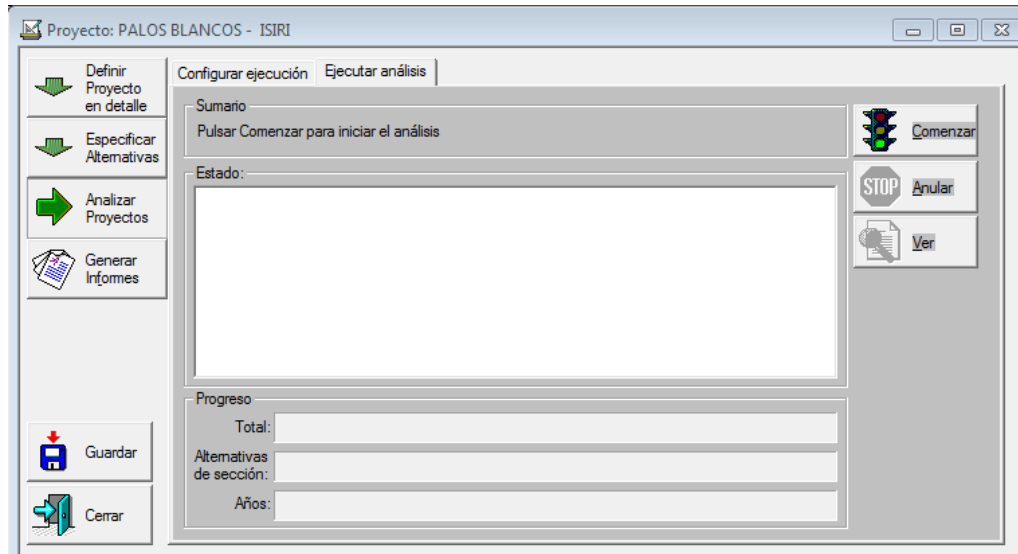 Proyecto: PALOS BLANCOS - ISIRI
Definir
Proyecto
en detalle
Especificar
Alternativas
Analizar
Proyectos
Generar
Informes
Guardar
Cerrar
Configurar ejecución
Ejecutar análisis
Sumario
Pulsar Comenzar para iniciar el análisis
Estado:
Progreso
Total:
Alternativas
de sección:
Años:
Comenzar
STOP
Anular
Ver